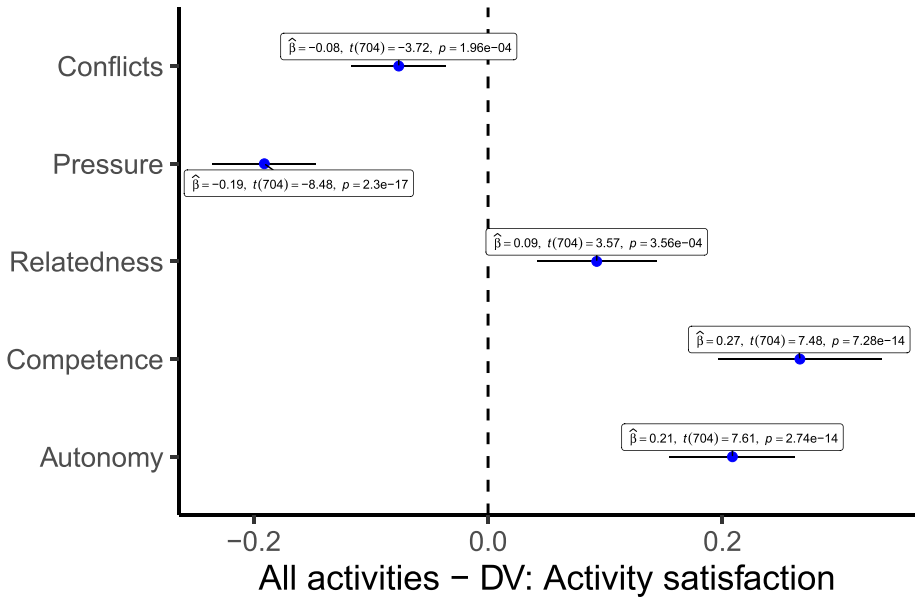 Conflicts
β̂ = −0.08, t(704) = −3.72, p = 1.96e−04
Pressure
β̂ = −0.19, t(704) = −8.48, p = 2.3e−17
Relatedness
β̂ = 0.09, t(704) = 3.57, p = 3.56e−04
Competence
β̂ = 0.27, t(704) = 7.48, p = 7.28e−14
Autonomy
β̂ = 0.21, t(704) = 7.61, p = 2.74e−14
−0.2 0.0 0.2
All activities − DV: Activity satisfaction